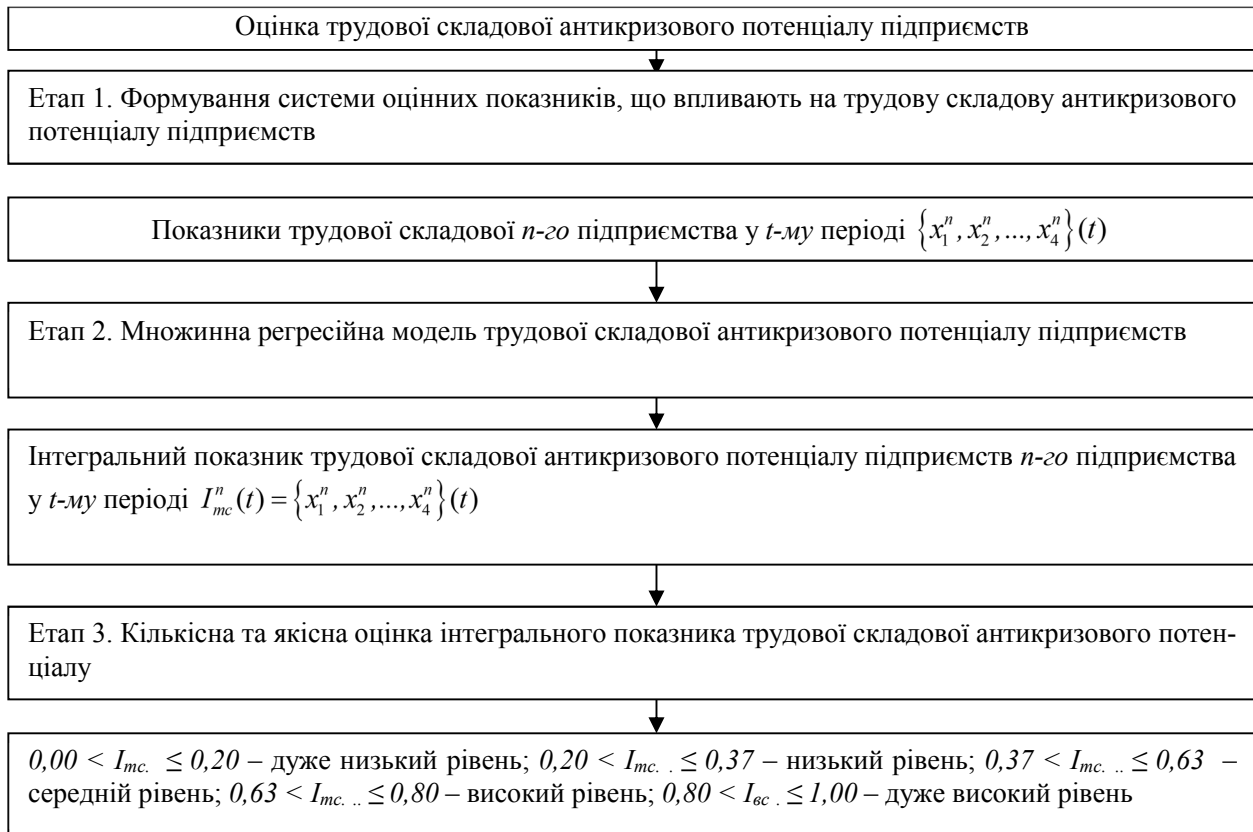 Оцінка трудової складової антикризового потенціалу підприємств
Етап 1. Формування системи оцінних показників, що впливають на трудову складову антикризового
потенціалу підприємств
Показники трудової складової n-го підприємства у t-му періоді {x₁ⁿ, x₂ⁿ, ..., x₄ⁿ}(t)
Етап 2. Множинна регресійна модель трудової складової антикризового потенціалу підприємств
Інтегральний показник трудової складової антикризового потенціалу підприємств n-го підприємства
у t-му періоді Iⁿтс(t) = {x₁ⁿ, x₂ⁿ, ..., x₄ⁿ}(t)
Етап 3. Кількісна та якісна оцінка інтегрального показника трудової складової антикризового потен-
ціалу
0,00 < Iтс. ≤ 0,20 – дуже низький рівень; 0,20 < Iтс. . ≤ 0,37 – низький рівень; 0,37 < Iтс. .. ≤ 0,63 –
середній рівень; 0,63 < Iтс. .. ≤ 0,80 – високий рівень; 0,80 < Iвс . ≤ 1,00 – дуже високий рівень